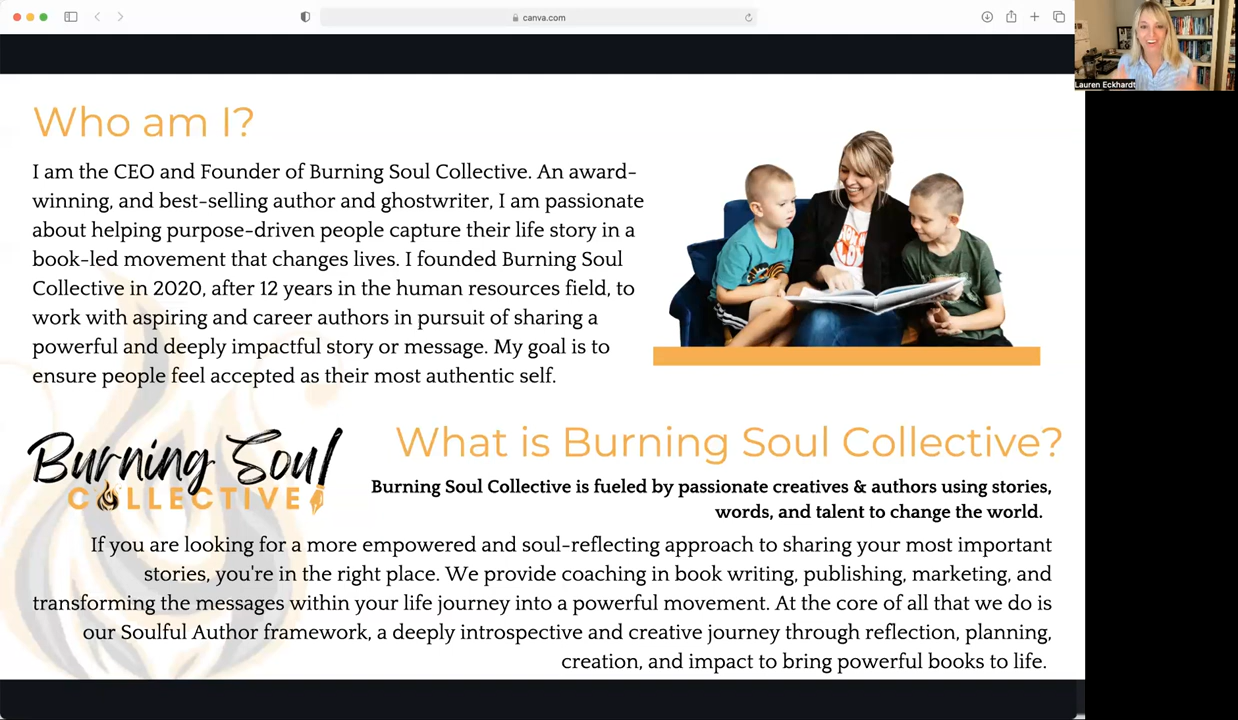 canva.com
Lauren Eckhardt
Who am I?
I am the CEO and Founder of Burning Soul Collective. An award-
winning, and best-selling author and ghostwriter, I am passionate
about helping purpose-driven people capture their life story in a
book-led movement that changes lives. I founded Burning Soul
Collective in 2020, after 12 years in the human resources field, to
work with aspiring and career authors in pursuit of sharing a
powerful and deeply impactful story or message. My goal is to
ensure people feel accepted as their most authentic self.
Burning Soul
COLLECTIVE
What is Burning Soul Collective?
Burning Soul Collective is fueled by passionate creatives & authors using stories,
words, and talent to change the world.
If you are looking for a more empowered and soul-reflecting approach to sharing your most important
stories, you're in the right place. We provide coaching in book writing, publishing, marketing, and
transforming the messages within your life journey into a powerful movement. At the core of all that we do is
our Soulful Author framework, a deeply introspective and creative journey through reflection, planning,
creation, and impact to bring powerful books to life.